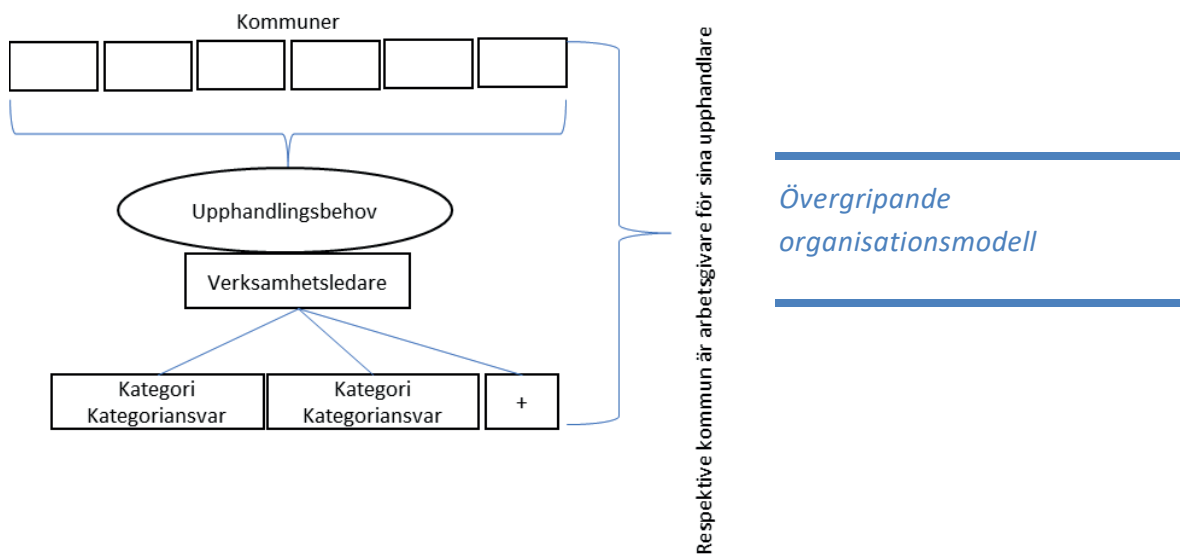 Kommuner
Upphandlingsbehov
Verksamhetsledare
Kategori
Kategoriansvar
Kategori
Kategoriansvar
+
Respektive kommun är arbetsgivare för sina upphandlare
Övergripande
organisationsmodell